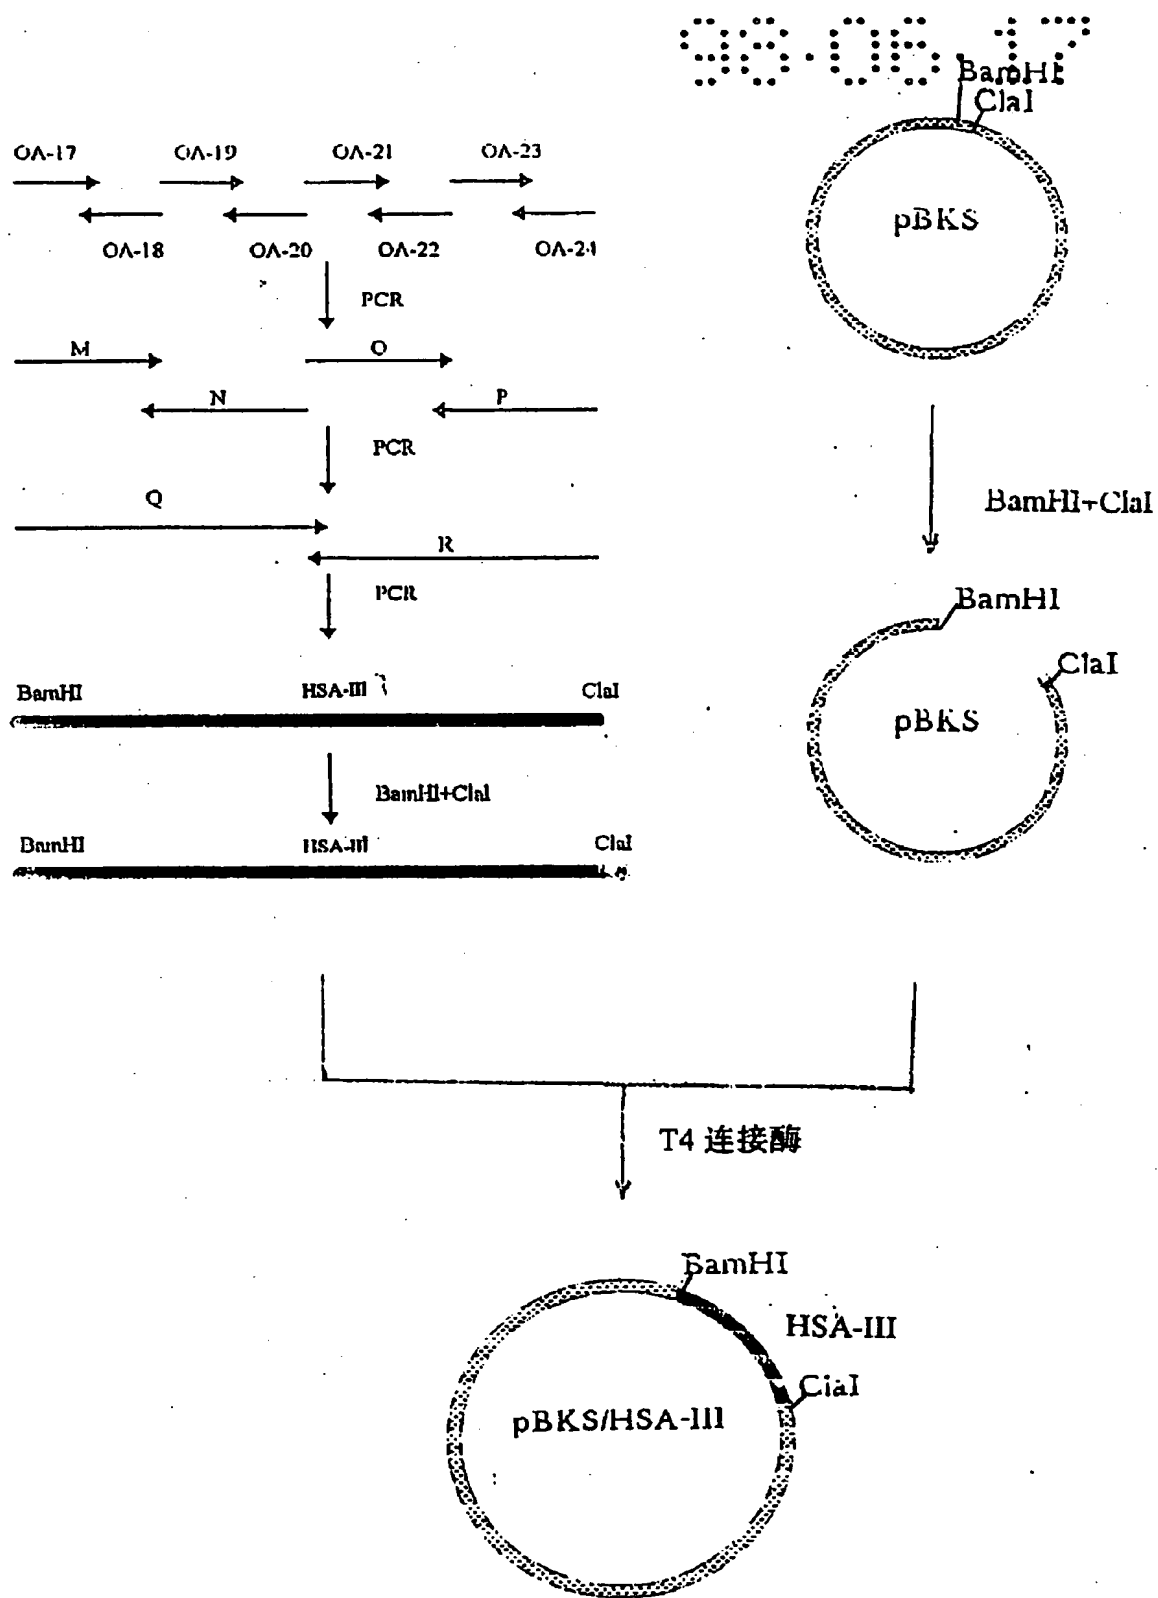 98·06·17
BamHI
ClaI
OA-17 OA-19 OA-21 OA-23
pBKS
OA-18 OA-20 OA-22 OA-24
PCR
M O
N P
PCR
Q
BamHI+ClaI
R
PCR
BamHI
ClaI
BamHI HSA-III ClaI
pBKS
BamHI+ClaI
BamHI HSA-III ClaI
T4 连接酶
BamHI
HSA-III
ClaI
pBKS/HSA-III